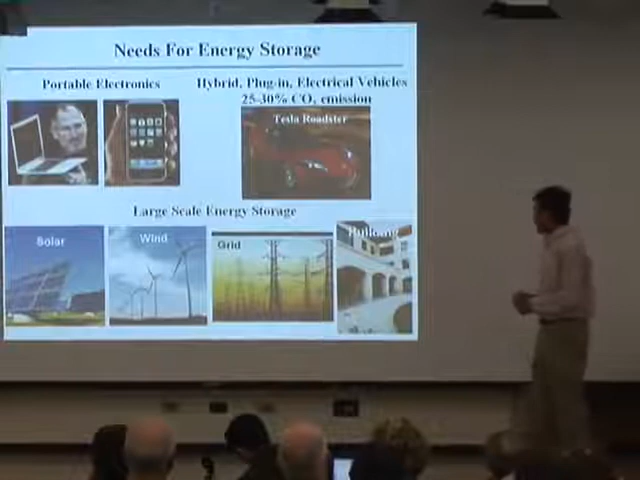 Needs For Energy Storage
Portable Electronics
Hybrid, Plug-in, Electrical Vehicles
25-30% CO2 emission
Tesla Roadster
Large Scale Energy Storage
Solar
Wind
Grid
Building